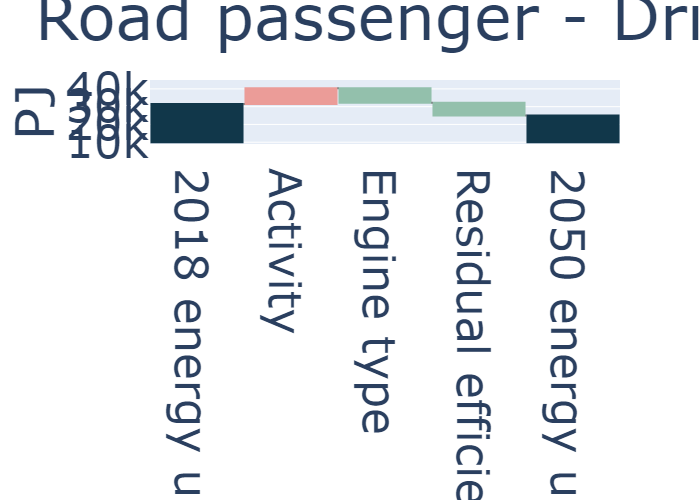 Road passenger - Dri
PJ
40k
30k
20k
10k
2018 energy u
Activity
Engine type
Residual efficie
2050 energy u